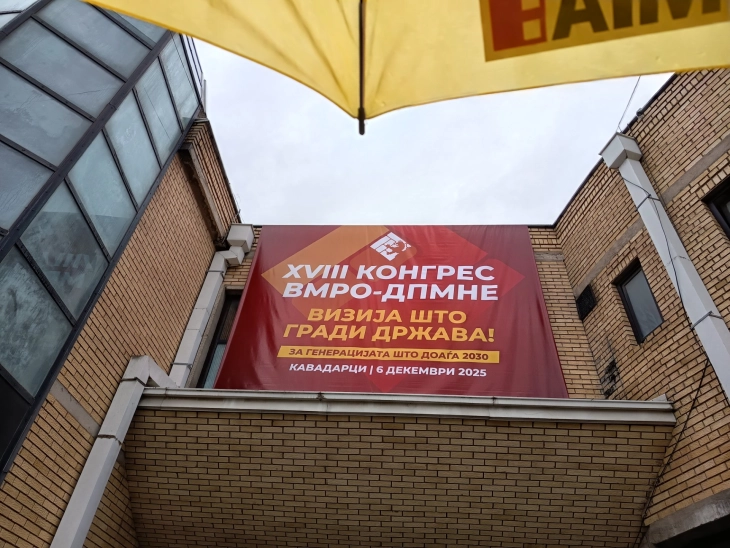 XVIII КОНГРЕС
ВМРО-ДПМНЕ
ВИЗИЈА ШТО
ГРАДИ ДРЖАВА!
ЗА ГЕНЕРАЦИЈАТА ШТО ДОАЃА 2030
КАВАДАРЦИ | 6 ДЕКЕМВРИ 2025